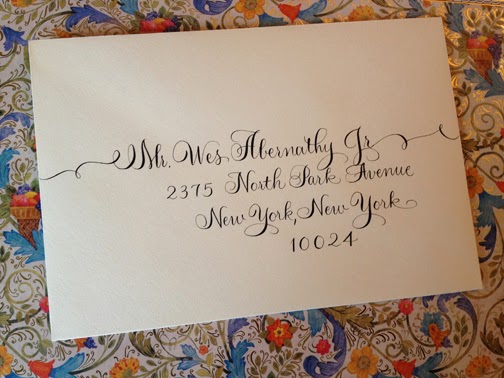 Mr. Wes Abernathy Jr
2375 North Park Avenue
New York, New York
10024